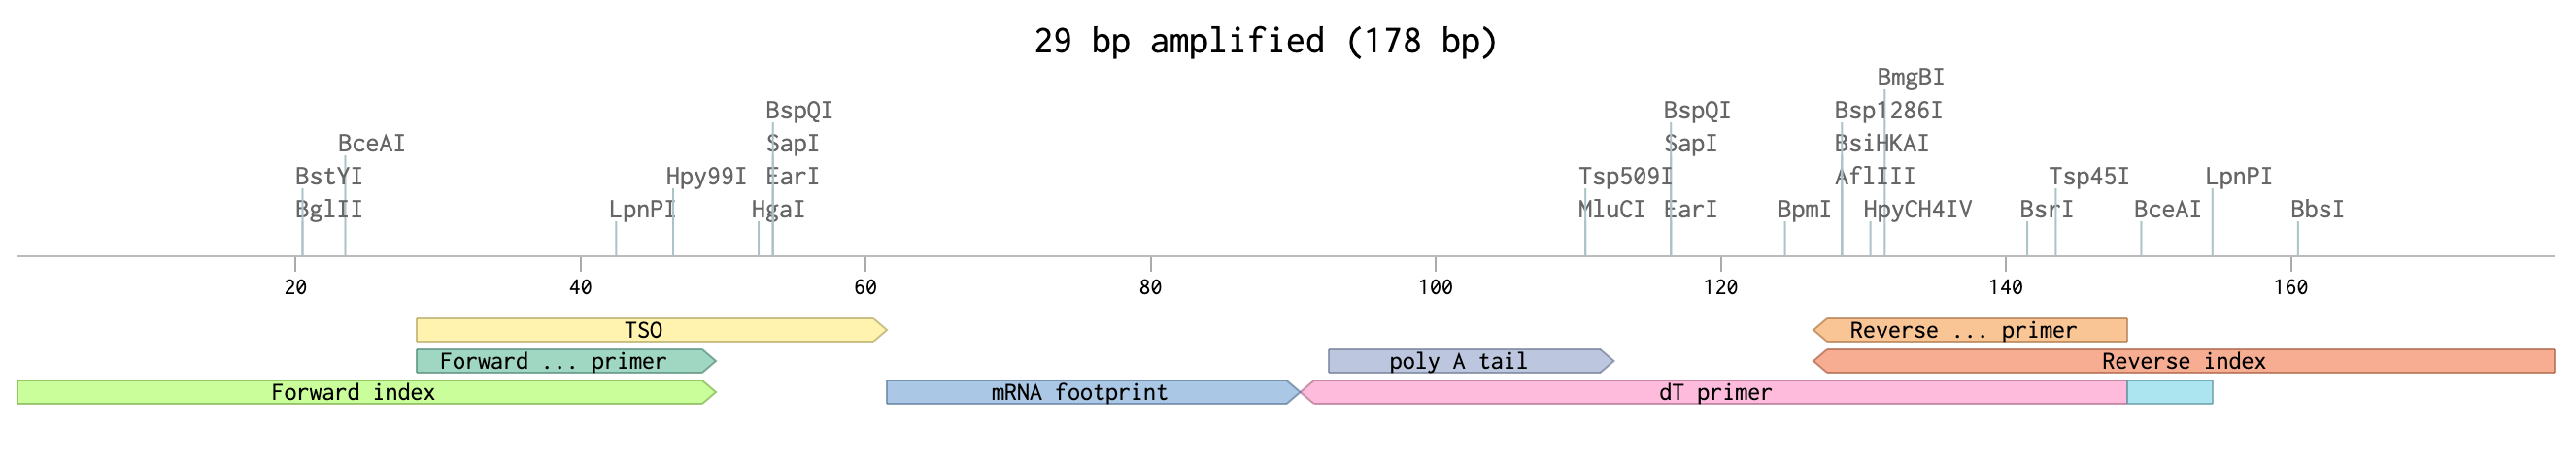 29 bp amplified (178 bp)
BmgBI
BspQI BspQI Bsp1286I
BceAI SapI SapI BsiHKAI
BstYI Hpy99I EarI Tsp509I AflIII Tsp45I LpnPI
BglII LpnPI HgaI MluCI EarI BpmI HpyCH4IV BsrI BceAI BbsI
20 40 60 80 100 120 140 160
TSO Reverse ... primer
Forward ... primer poly A tail Reverse index
Forward index mRNA footprint dT primer